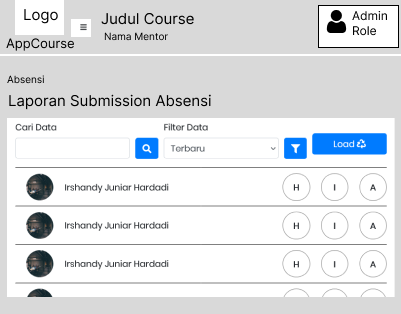 Logo
AppCourse
Judul Course
Nama Mentor
Admin
Role
Absensi
Laporan Submission Absensi
Cari Data
Filter Data
Terbaru
Load
Irshandy Juniar Hardadi
H I A
Irshandy Juniar Hardadi
H I A
Irshandy Juniar Hardadi
H I A